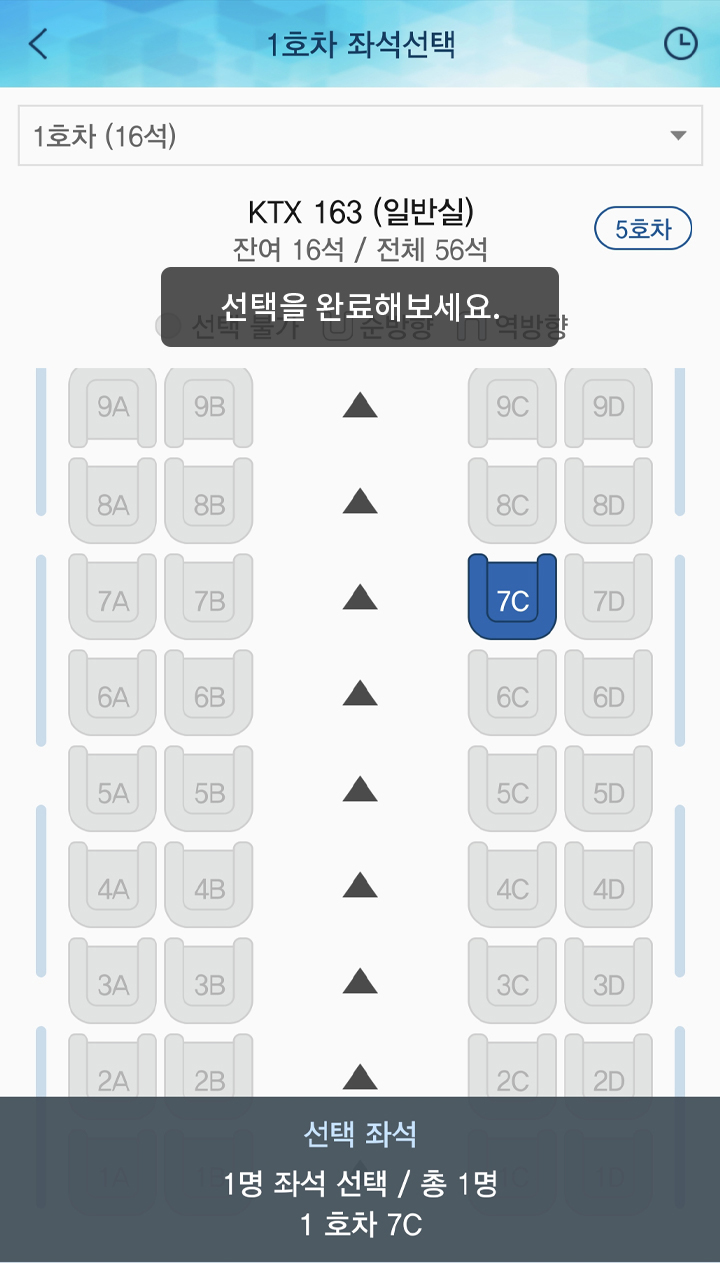 1호차 좌석선택
1호차 (16석)
KTX 163 (일반실)
5호차
잔여 16석 / 전체 56석
선택을 완료해보세요.
선택 불가 순방향 역방향
9A 9B 9C 9D
8A 8B 8C 8D
7A 7B 7C 7D
6A 6B 6C 6D
5A 5B 5C 5D
4A 4B 4C 4D
3A 3B 3C 3D
2A 2B 2C 2D
선택 좌석
1명 좌석 선택 / 총 1명
1 호차 7C